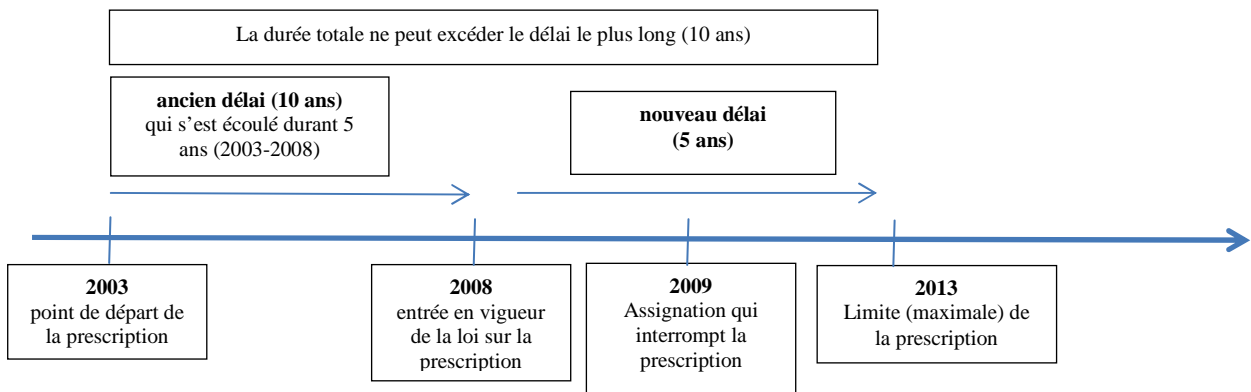 La durée totale ne peut excéder le délai le plus long (10 ans)
ancien délai (10 ans)
qui s’est écoulé durant 5
ans (2003-2008)
nouveau délai
(5 ans)
2003
point de départ de
la prescription
2008
entrée en vigueur
de la loi sur la
prescription
2009
Assignation qui
interrompt la
prescription
2013
Limite (maximale) de
la prescription